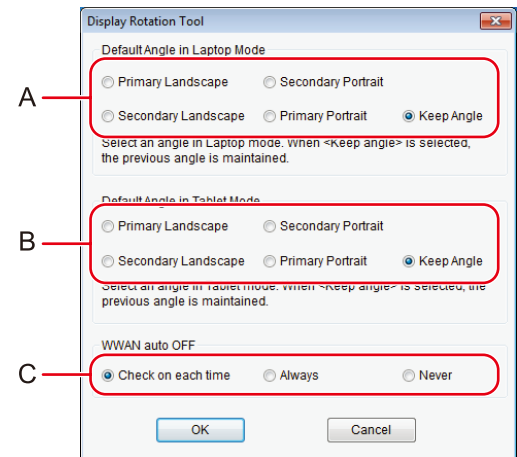 Display Rotation Tool
Default Angle in Laptop Mode
A
Primary Landscape Secondary Portrait
Secondary Landscape Primary Portrait Keep Angle
Select an angle in Laptop mode. When <Keep angle> is selected,
the previous angle is maintained.
Default Angle in Tablet Mode
B
Primary Landscape Secondary Portrait
Secondary Landscape Primary Portrait Keep Angle
Select an angle in Tablet mode. When <Keep angle> is selected, the
previous angle is maintained.
WWAN auto OFF
C
Check on each time Always Never
OK Cancel